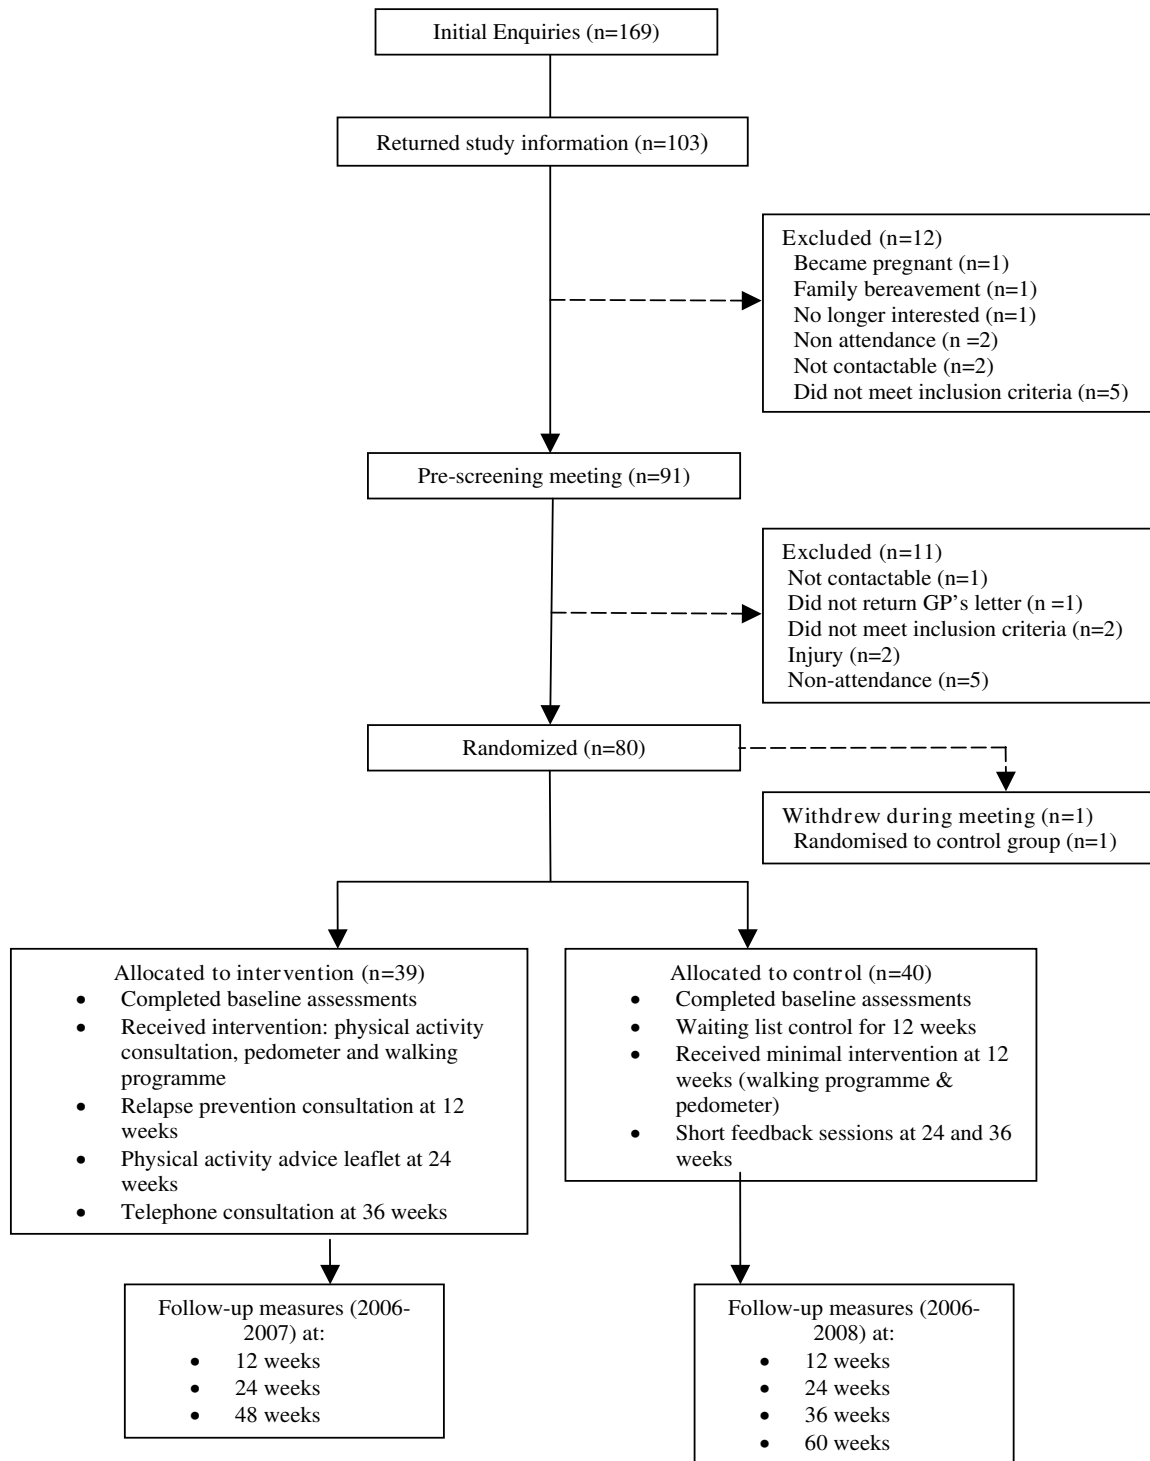 Initial Enquiries (n=169)
Returned study information (n=103)
Excluded (n=12)
Became pregnant (n=1)
Family bereavement (n=1)
No longer interested (n=1)
Non attendance (n =2)
Not contactable (n=2)
Did not meet inclusion criteria (n=5)
Pre-screening meeting (n=91)
Excluded (n=11)
Not contactable (n=1)
Did not return GP's letter (n =1)
Did not meet inclusion criteria (n=2)
Injury (n=2)
Non-attendance (n=5)
Randomized (n=80)
Withdrew during meeting (n=1)
Randomised to control group (n=1)
Allocated to intervention (n=39)
• Completed baseline assessments
• Received intervention: physical activity
consultation, pedometer and walking
programme
• Relapse prevention consultation at 12
weeks
• Physical activity advice leaflet at 24
weeks
• Telephone consultation at 36 weeks
Allocated to control (n=40)
• Completed baseline assessments
• Waiting list control for 12 weeks
• Received minimal intervention at 12
weeks (walking programme &
pedometer)
• Short feedback sessions at 24 and 36
weeks
Follow-up measures (2006-
2007) at:
• 12 weeks
• 24 weeks
• 48 weeks
Follow-up measures (2006-
2008) at:
• 12 weeks
• 24 weeks
• 36 weeks
• 60 weeks